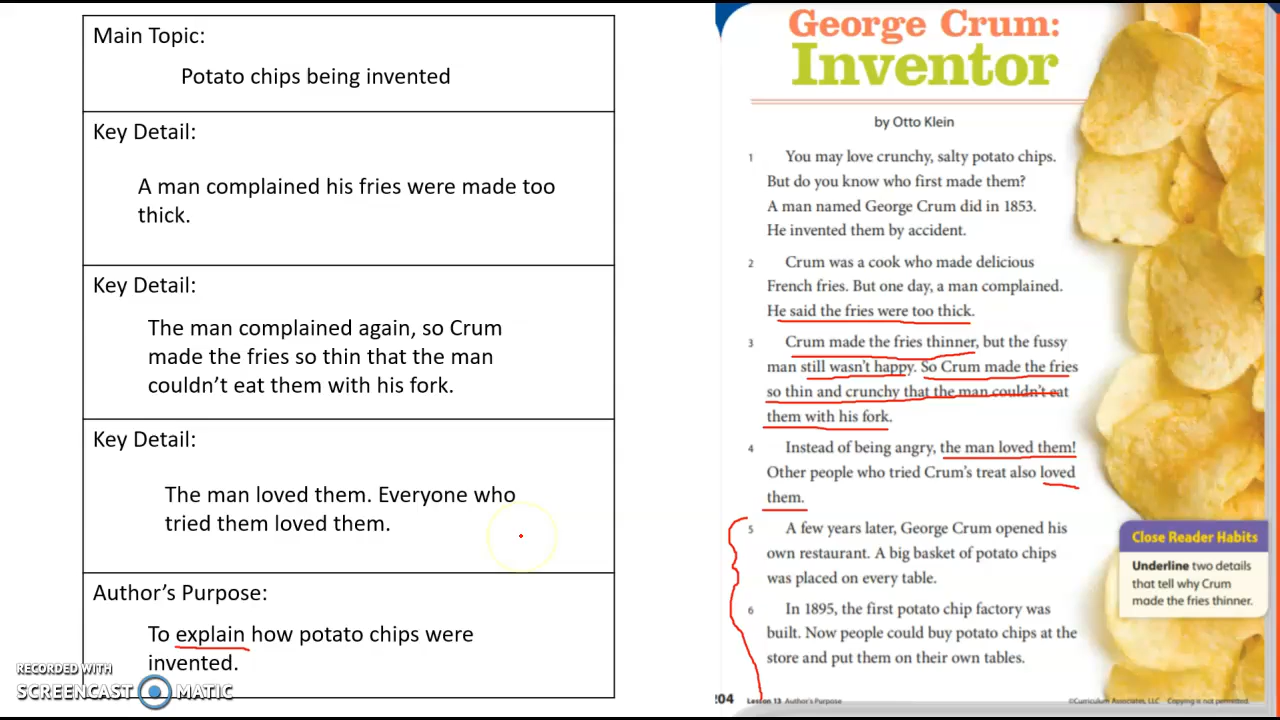 Main Topic:
Potato chips being invented
Key Detail:
A man complained his fries were made too
thick.
Key Detail:
The man complained again, so Crum
made the fries so thin that the man
couldn't eat them with his fork.
Key Detail:
The man loved them. Everyone who
tried them loved them.
Author's Purpose:
To explain how potato chips were
invented.
RECORDED WITH
SCREENCAST MATIC
George Crum:
Inventor
by Otto Klein
1 You may love crunchy, salty potato chips.
But do you know who first made them?
A man named George Crum did in 1853.
He invented them by accident.
2 Crum was a cook who made delicious
French fries. But one day, a man complained.
He said the fries were too thick.
3 Crum made the fries thinner, but the fussy
man still wasn't happy. So Crum made the fries
so thin and crunchy that the man couldn't eat
them with his fork.
4 Instead of being angry, the man loved them!
Other people who tried Crum's treat also loved
them.
5 A few years later, George Crum opened his
own restaurant. A big basket of potato chips
was placed on every table.
6 In 1895, the first potato chip factory was
built. Now people could buy potato chips at the
store and put them on their own tables.
Close Reader Habits
Underline two details
that tell why Crum
made the fries thinner.
204 Lesson 13 Author's Purpose
©Curriculum Associates, LLC Copying is not permitted.